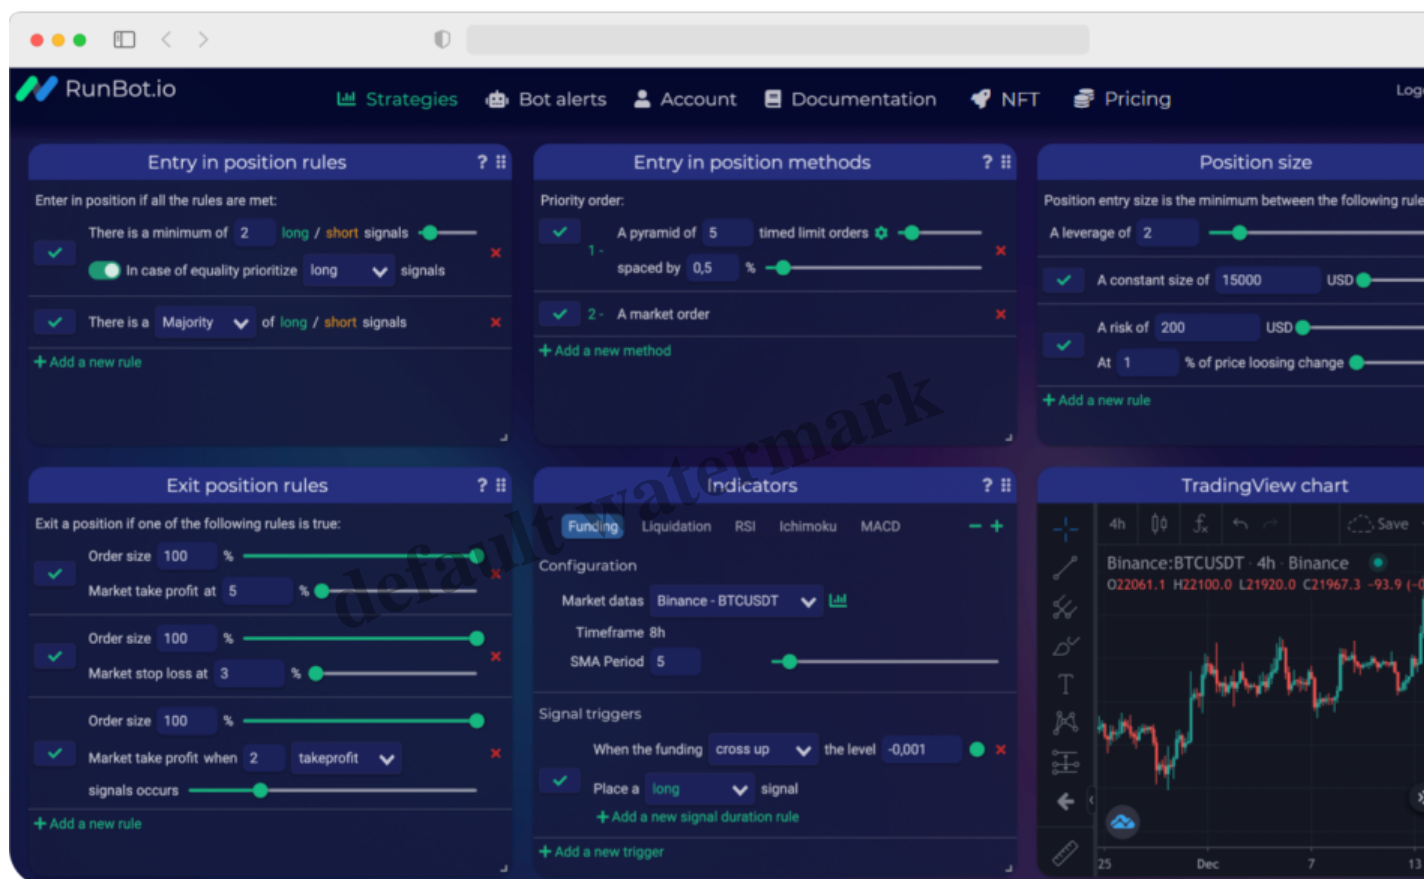 RunBot.io
Strategies
Bot alerts
Account
Documentation
NFT
Pricing
Entry in position rules ?
Enter in position if all the rules are met:
There is a minimum of 2 long / short signals
In case of equality prioritize long signals
There is a Majority of long / short signals
+ Add a new rule
Entry in position methods ?
Priority order:
1 - A pyramid of 5 timed limit orders
spaced by 0,5 %
2 - A market order
+ Add a new method
Position size
Position entry size is the minimum between the following rule
A leverage of 2
A constant size of 15000 USD
A risk of 200 USD
At 1 % of price loosing change
+ Add a new rule
Exit position rules ?
Exit a position if one of the following rules is true:
Order size 100 %
Market take profit at 5 %
Order size 100 %
Market stop loss at 3 %
Order size 100 %
Market take profit when 2 takeprofit
signals occurs
+ Add a new rule
Indicators ?
Funding Liquidation RSI Ichimoku MACD
Configuration
Market datas Binance - BTCUSDT
Timeframe 8h
SMA Period 5
Signal triggers
When the funding cross up the level -0,001
Place a long signal
+ Add a new signal duration rule
+ Add a new trigger
TradingView chart
4h Save
Binance:BTCUSDT · 4h · Binance
O22061.1 H22100.0 L21920.0 C21967.3 -93.9
25 Dec 7 13
default watermark